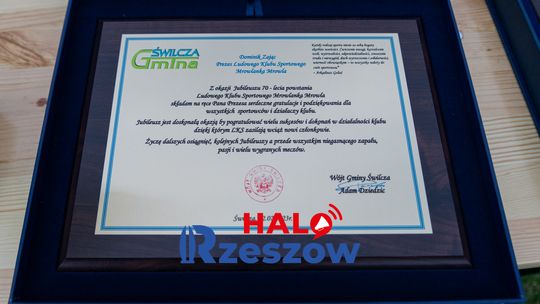 ŚWILCZA
Gmina
Dominik Zając
Prezes Ludowego Klubu Sportowego
Mrowlanka Mrowla
Z okazji Jubileuszu 70 - lecia powstania
Ludowego Klubu Sportowego Mrowlanka Mrowla
składam na ręce Pana Prezesa serdeczne gratulacje i podziękowania dla
wszystkich sportowców i działaczy klubu.
Jubileusz jest doskonałą okazją by pogratulować wielu sukcesów i dokonań w działalności klubu
dzięki którym LKS zasilają wciąż nowi członkowie.
Życzę dalszych osiągnięć, kolejnych Jubileuszy a przede wszystkim niegasnącego zapału,
pasji i wielu wygranych meczów.
Wójt Gminy Świlcza
Adam Dziedzic
HALO
Rzeszów